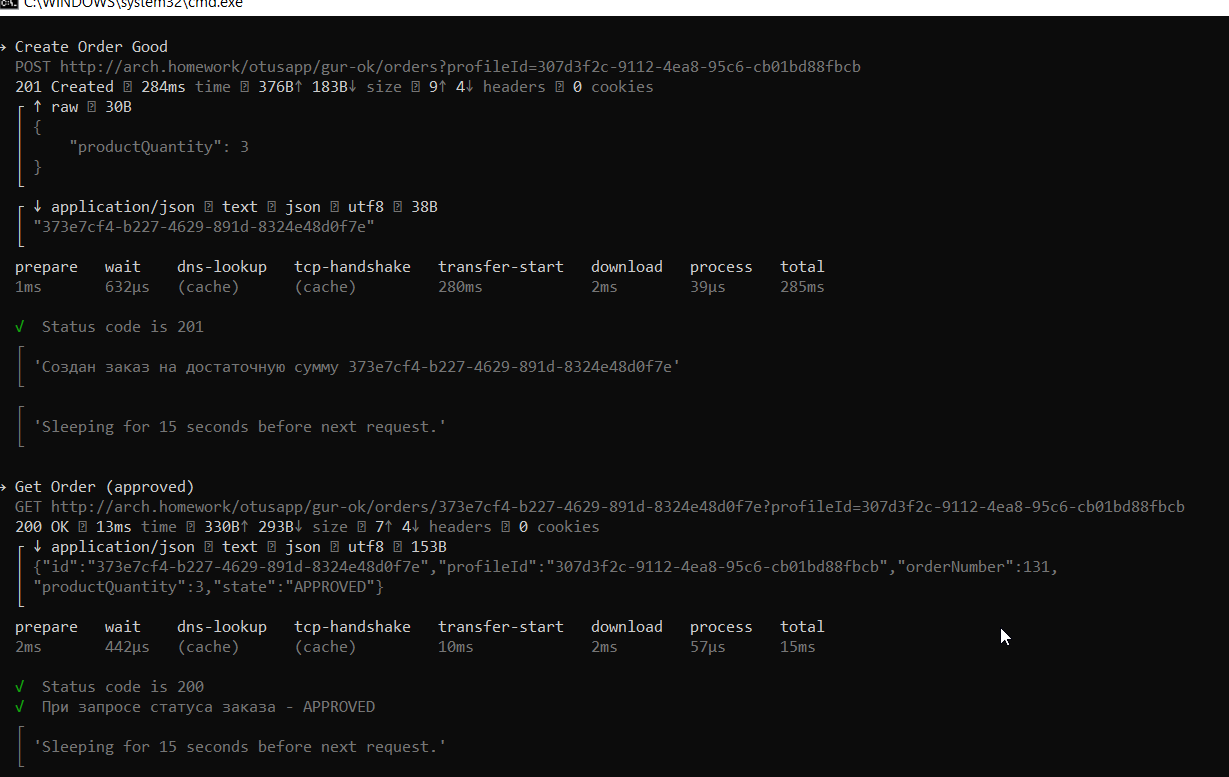 C:\WINDOWS\system32\cmd.exe
→ Create Order Good
POST http://arch.homework/otusapp/gur-ok/orders?profileId=307d3f2c-9112-4ea8-95c6-cb01bd88fbcb
201 Created ⍰ 284ms time ⍰ 376B↑ 183B↓ size ⍰ 9↑ 4↓ headers ⍰ 0 cookies
↑ raw ⍰ 30B
{
"productQuantity": 3
}
↓ application/json ⍰ text ⍰ json ⍰ utf8 ⍰ 38B
"373e7cf4-b227-4629-891d-8324e48d0f7e"
prepare wait dns-lookup tcp-handshake transfer-start download process total
1ms 632µs (cache) (cache) 280ms 2ms 39µs 285ms
√ Status code is 201
'Создан заказ на достаточную сумму 373e7cf4-b227-4629-891d-8324e48d0f7e'
'Sleeping for 15 seconds before next request.'
→ Get Order (approved)
GET http://arch.homework/otusapp/gur-ok/orders/373e7cf4-b227-4629-891d-8324e48d0f7e?profileId=307d3f2c-9112-4ea8-95c6-cb01bd88fbcb
200 OK ⍰ 13ms time ⍰ 330B↑ 293B↓ size ⍰ 7↑ 4↓ headers ⍰ 0 cookies
↓ application/json ⍰ text ⍰ json ⍰ utf8 ⍰ 153B
{"id":"373e7cf4-b227-4629-891d-8324e48d0f7e","profileId":"307d3f2c-9112-4ea8-95c6-cb01bd88fbcb","orderNumber":131,
"productQuantity":3,"state":"APPROVED"}
prepare wait dns-lookup tcp-handshake transfer-start download process total
2ms 442µs (cache) (cache) 10ms 2ms 57µs 15ms
√ Status code is 200
√ При запросе статуса заказа - APPROVED
'Sleeping for 15 seconds before next request.'